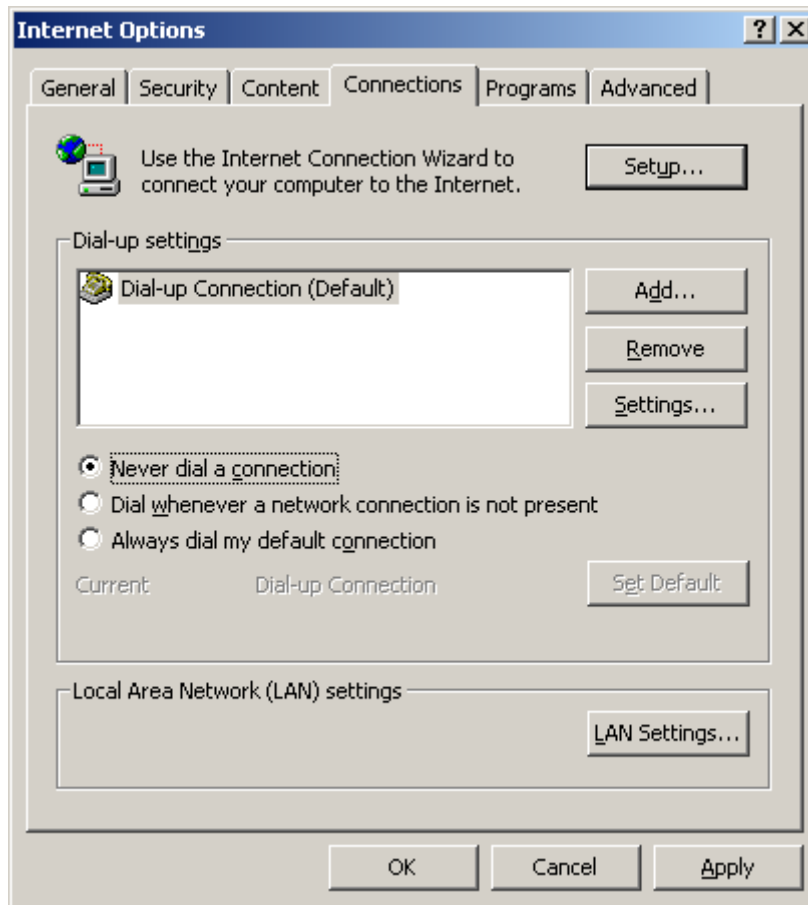 Internet Options
General Security Content Connections Programs Advanced
Use the Internet Connection Wizard to
connect your computer to the Internet.
Setup...
Dial-up settings
Dial-up Connection (Default)
Add...
Remove
Settings...
Never dial a connection
Dial whenever a network connection is not present
Always dial my default connection
Current Dial-up Connection Set Default
Local Area Network (LAN) settings
LAN Settings...
OK Cancel Apply